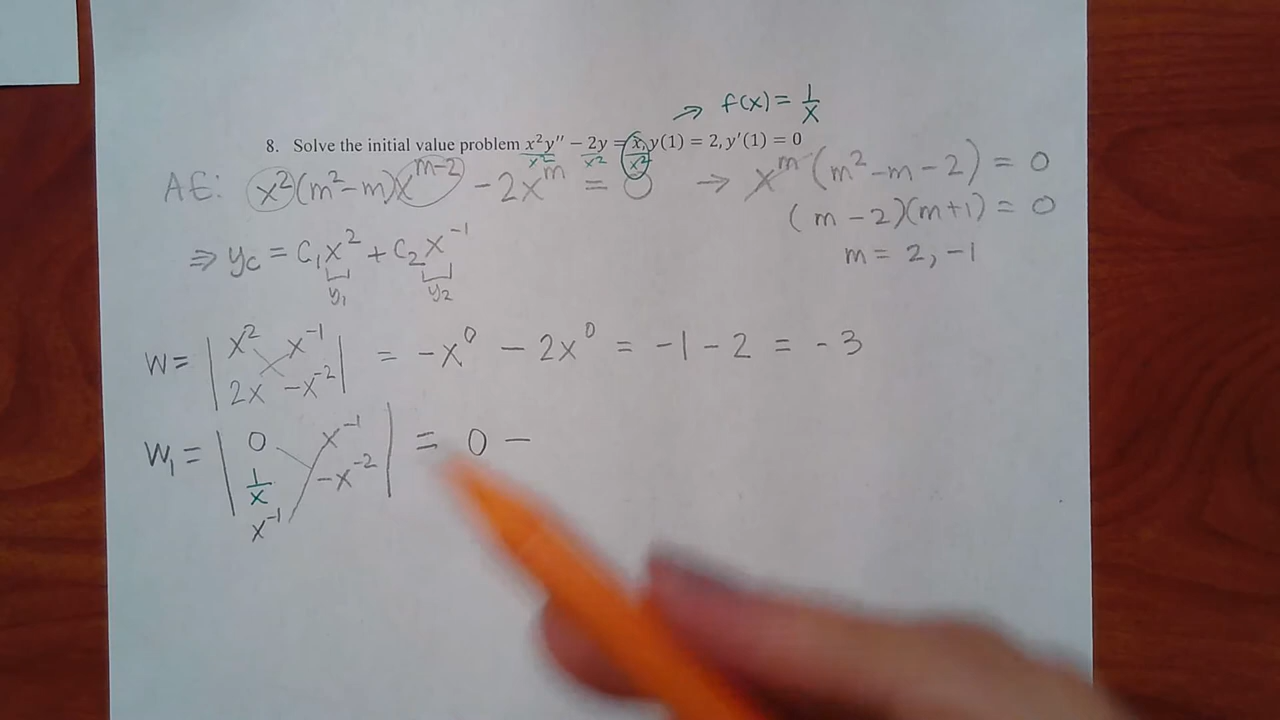 → f(x) = 1/x
8. Solve the initial value problem x²y'' − 2y = x, y(1) = 2, y'(1) = 0
x² x² x²
AE: x²(m²−m)x^(m−2) − 2x^m = 0 → x^m(m²−m−2) = 0
(m−2)(m+1) = 0
m = 2, −1
⇒ yc = C₁x² + C₂x⁻¹
y₁ y₂
W = | x² x⁻¹ | = −x⁰ − 2x⁰ = −1 − 2 = −3
2x −x⁻²
W₁ = | 0 x⁻¹ | = 0 −
1/x −x⁻²
x⁻¹